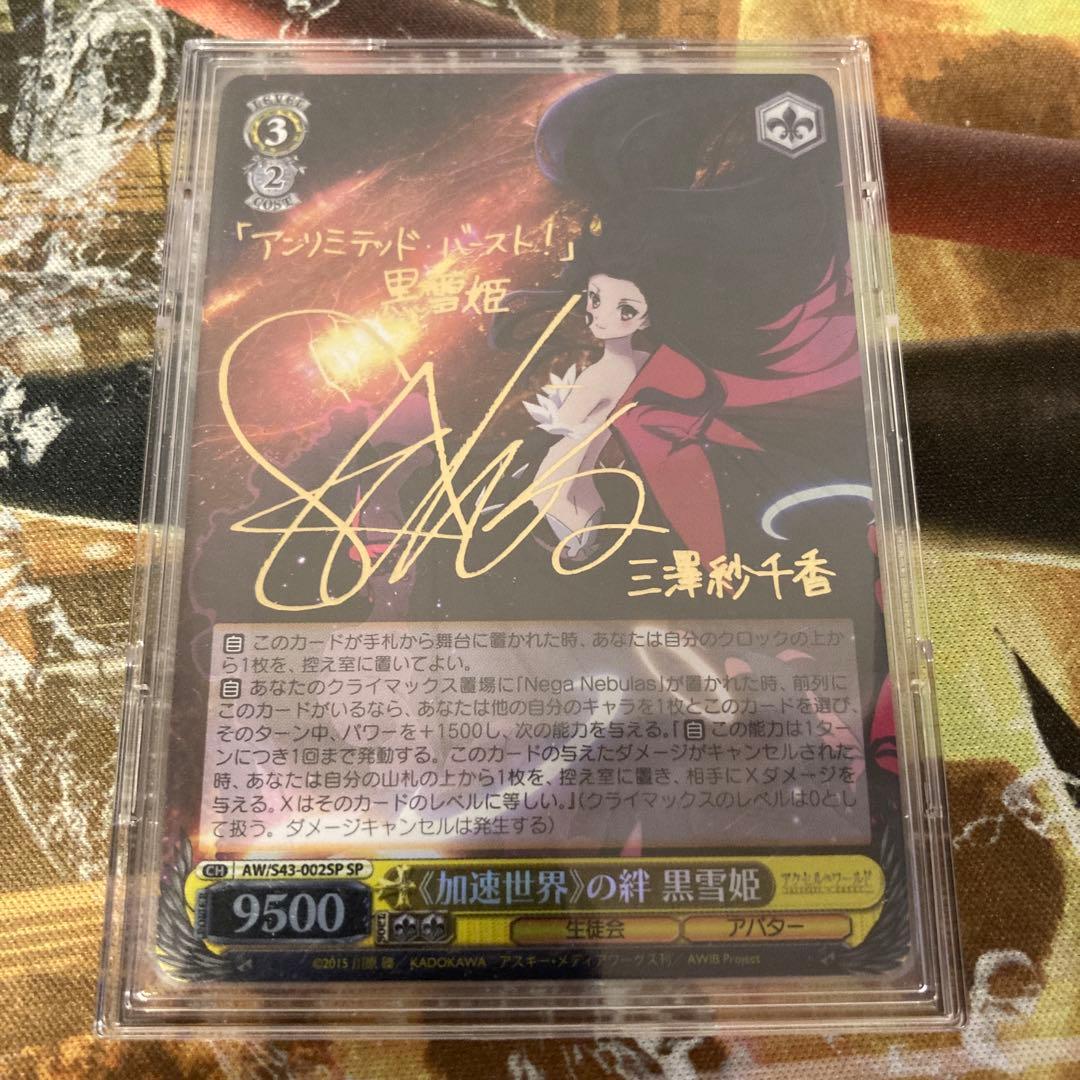 LEVEL
3
2
COST
「アンリミテッド・バースト!」
黒雪姫
三澤紗千香
自 このカードが手札から舞台に置かれた時、あなたは自分のクロックの上か
ら1枚を、控え室に置いてよい。
自 あなたのクライマックス置場に「Nega Nebulas」が置かれた時、前列に
このカードがいるなら、あなたは他の自分のキャラを1枚とこのカードを選び、
そのターン中、パワーを+1500し、次の能力を与える。『自 この能力は1ター
ンにつき1回まで発動する。このカードの与えたダメージがキャンセルされた
時、あなたは自分の山札の上から1枚を、控え室に置き、相手にXダメージを
与える。Xはそのカードのレベルに等しい。』(クライマックスのレベルは0とし
て扱う。ダメージキャンセルは発生する)
CH AW/S43-002SP SP
《加速世界》の絆 黒雪姫
アクセル・ワールド
9500
生徒会 アバター
©2015 川原 礫/KADOKAWA アスキー・メディアワークス刊/AWIB Project